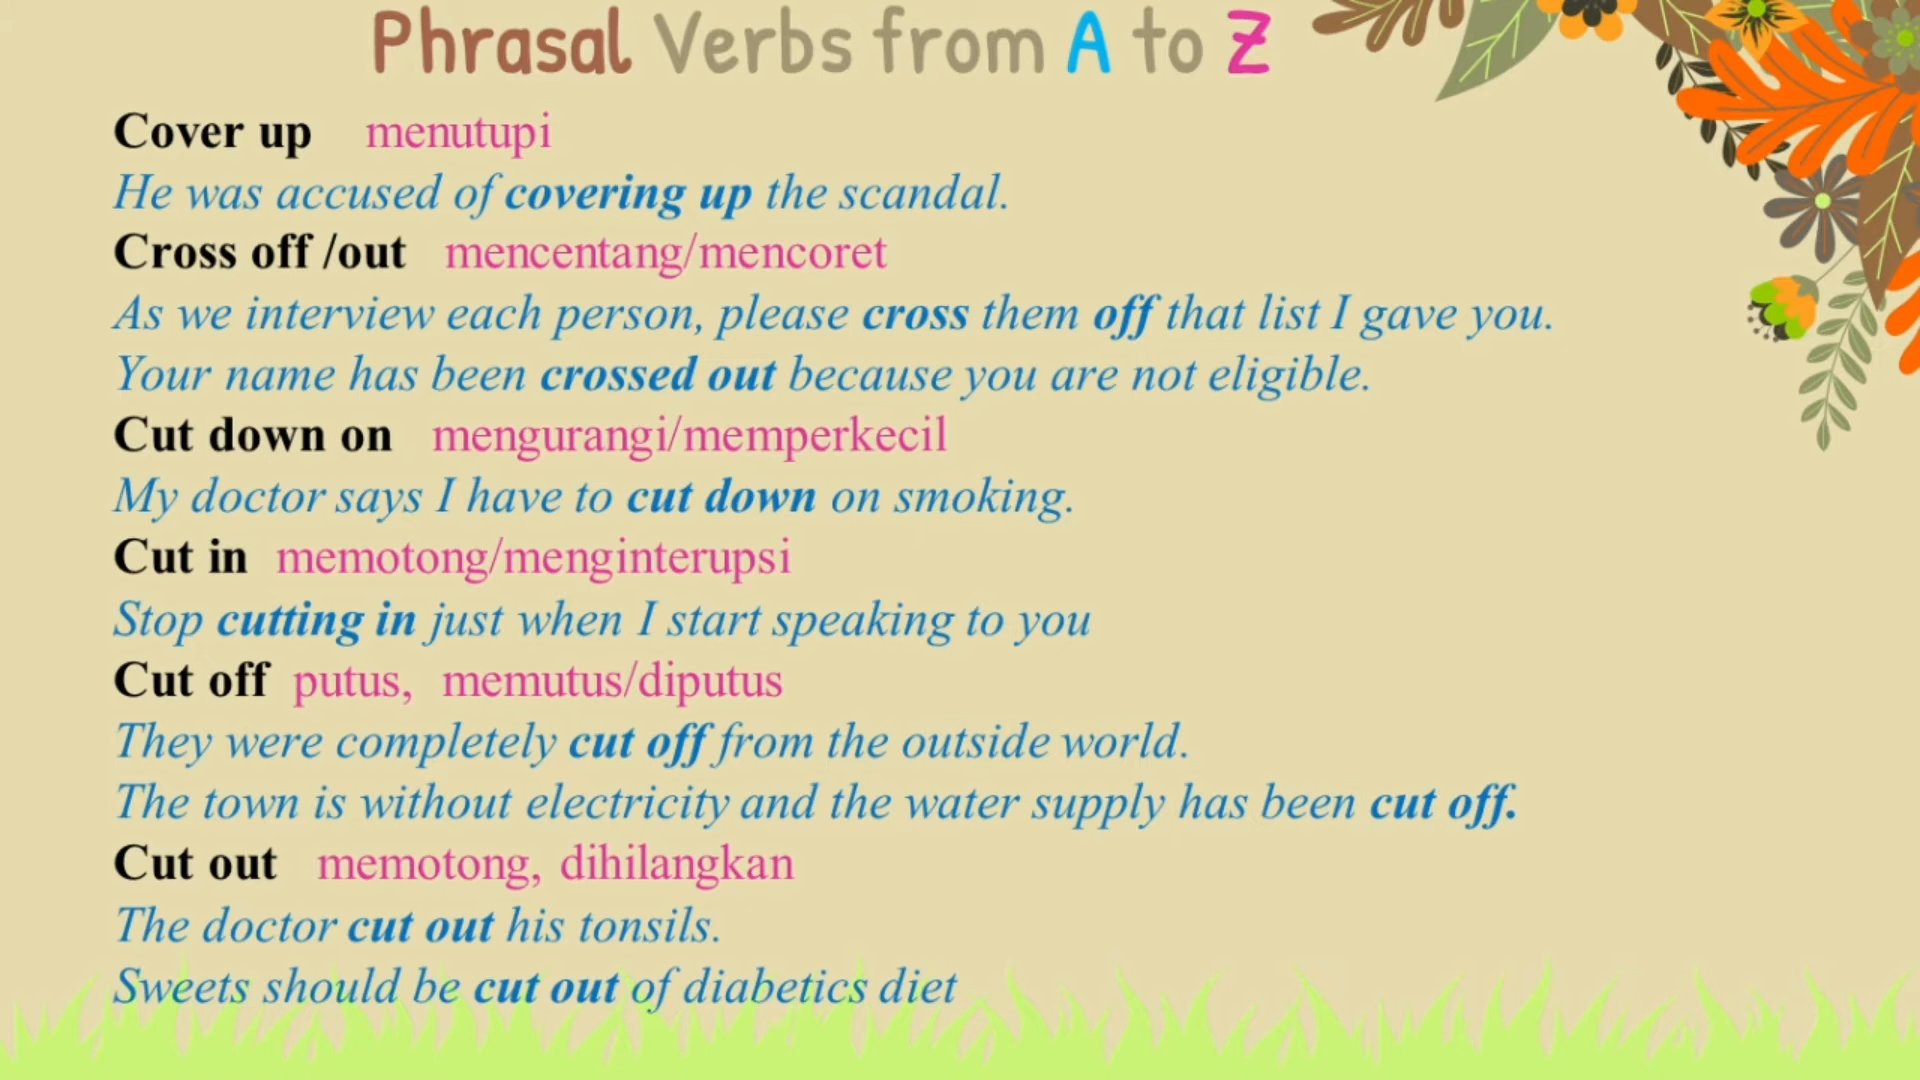 Phrasal Verbs from A to Z
Cover up menutupi
He was accused of covering up the scandal.
Cross off /out mencentang/mencoret
As we interview each person, please cross them off that list I gave you.
Your name has been crossed out because you are not eligible.
Cut down on mengurangi/memperkecil
My doctor says I have to cut down on smoking.
Cut in memotong/menginterupsi
Stop cutting in just when I start speaking to you
Cut off putus, memutus/diputus
They were completely cut off from the outside world.
The town is without electricity and the water supply has been cut off.
Cut out memotong, dihilangkan
The doctor cut out his tonsils.
Sweets should be cut out of diabetics diet